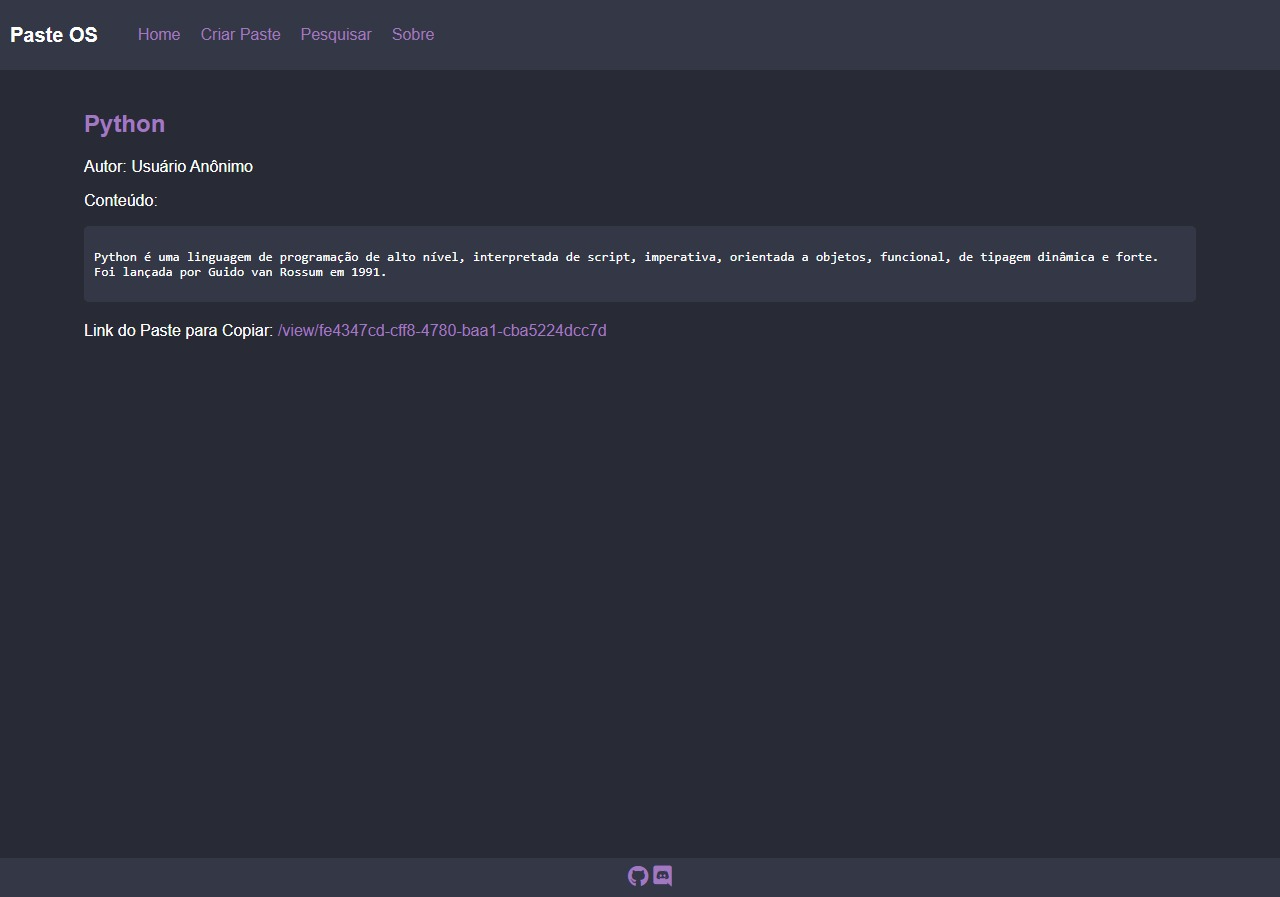 Paste OS Home Criar Paste Pesquisar Sobre
Python
Autor: Usuário Anônimo
Conteúdo:
Python é uma linguagem de programação de alto nível, interpretada de script, imperativa, orientada a objetos, funcional, de tipagem dinâmica e forte.
Foi lançada por Guido van Rossum em 1991.
Link do Paste para Copiar: /view/fe4347cd-cff8-4780-baa1-cba5224dcc7d